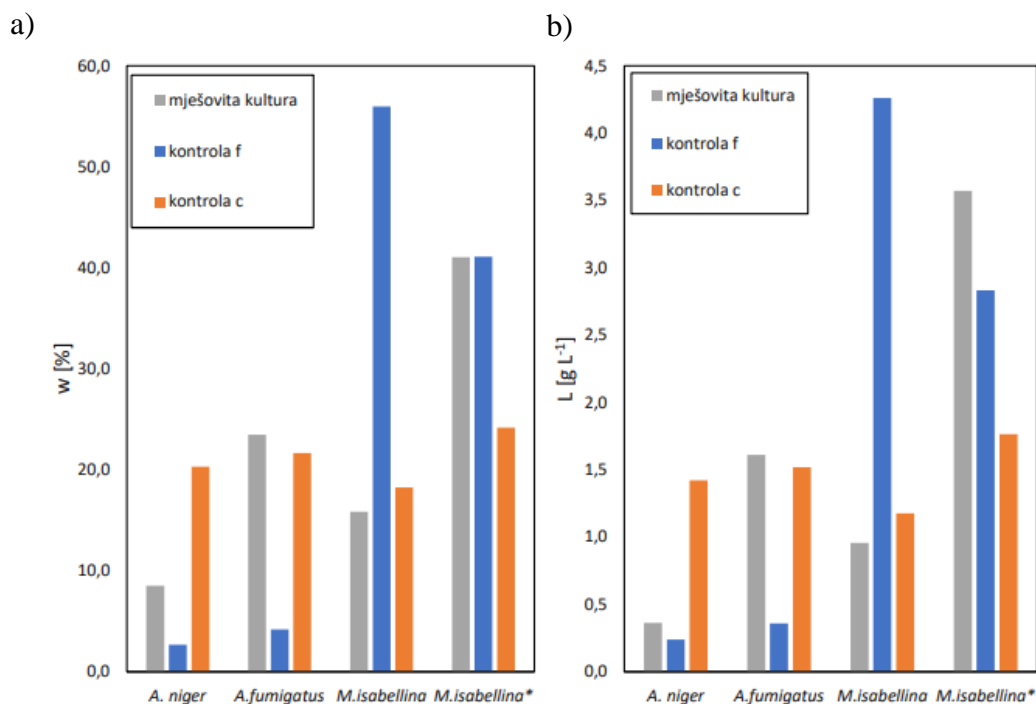 a)
60,0
50,0
40,0
30,0
20,0
10,0
0,0
w [%]
mješovita kultura
kontrola f
kontrola c
A. niger
A.fumigatus
M.isabellina
M.isabellina*
b)
4,5
4,0
3,5
3,0
2,5
2,0
1,5
1,0
0,5
0,0
L [g L-1]
mješovita kultura
kontrola f
kontrola c
A. niger
A.fumigatus
M.isabellina
M.isabellina*